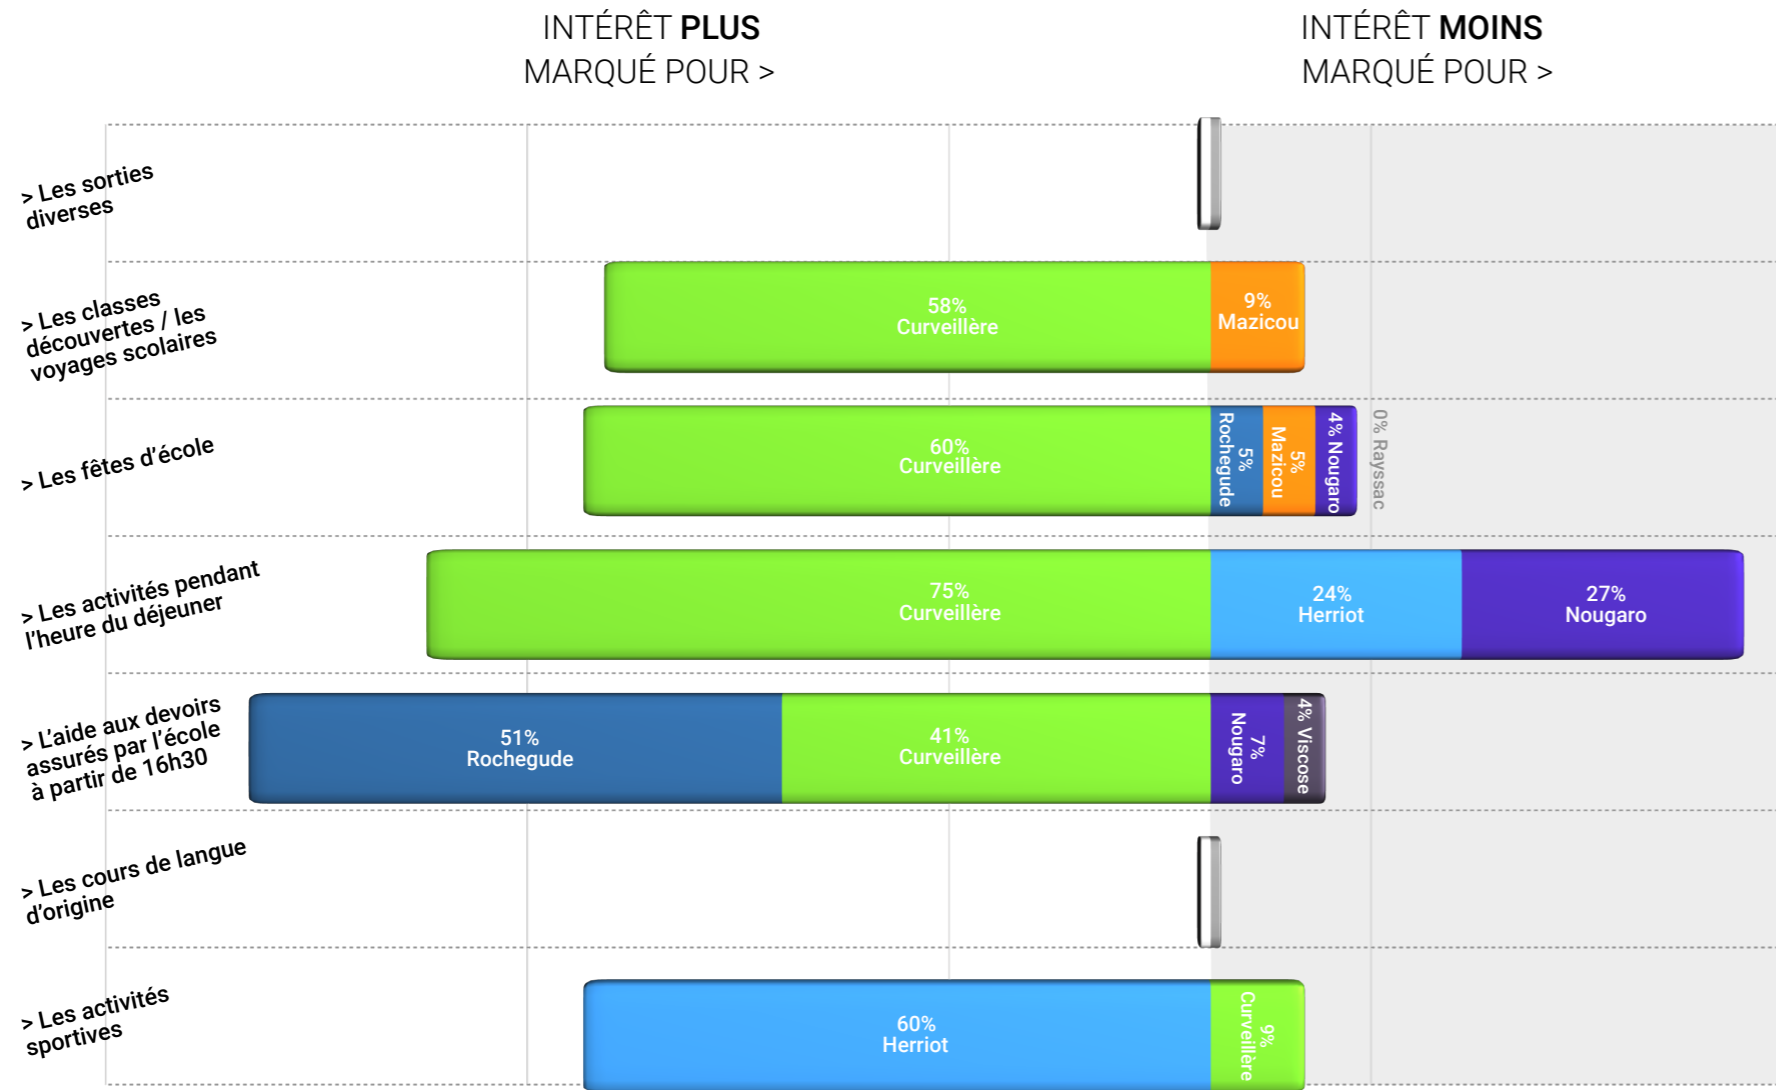 INTÉRÊT PLUS
MARQUÉ POUR >
INTÉRÊT MOINS
MARQUÉ POUR >
> Les sorties
diverses
> Les classes
découvertes / les
voyages scolaires
58%
Curveillère
9%
Mazicou
> Les fêtes d’école
60%
Curveillère
5%
Rochegude
5%
Mazicou
4% Nougaro
0% Rayssac
> Les activités pendant
l’heure du déjeuner
75%
Curveillère
24%
Herriot
27%
Nougaro
> L’aide aux devoirs
assurés par l’école
à partir de 16h30
51%
Rochegude
41%
Curveillère
7%
Nougaro
4% Viscose
> Les cours de langue
d’origine
> Les activités
sportives
60%
Herriot
9%
Curveillère